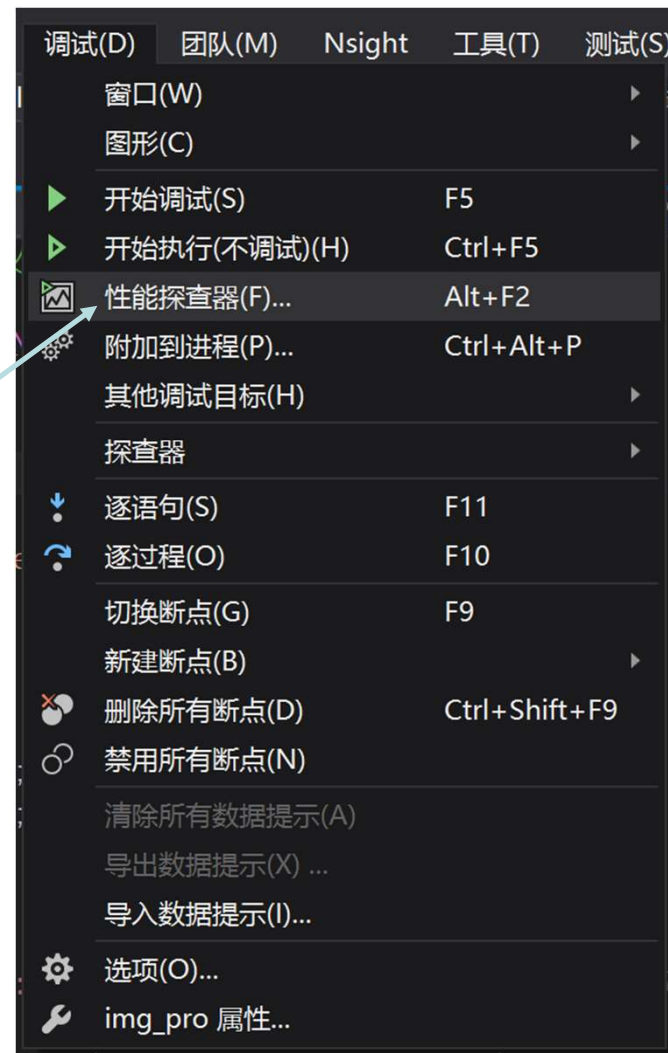 调试(D) 团队(M) Nsight 工具(T) 测试(S)
窗口(W)
图形(C)
开始调试(S) F5
开始执行(不调试)(H) Ctrl+F5
性能探查器(F)... Alt+F2
附加到进程(P)... Ctrl+Alt+P
其他调试目标(H)
探查器
逐语句(S) F11
逐过程(O) F10
切换断点(G) F9
新建断点(B)
删除所有断点(D) Ctrl+Shift+F9
禁用所有断点(N)
清除所有数据提示(A)
导出数据提示(X) ...
导入数据提示(I)...
选项(O)...
img_pro 属性...